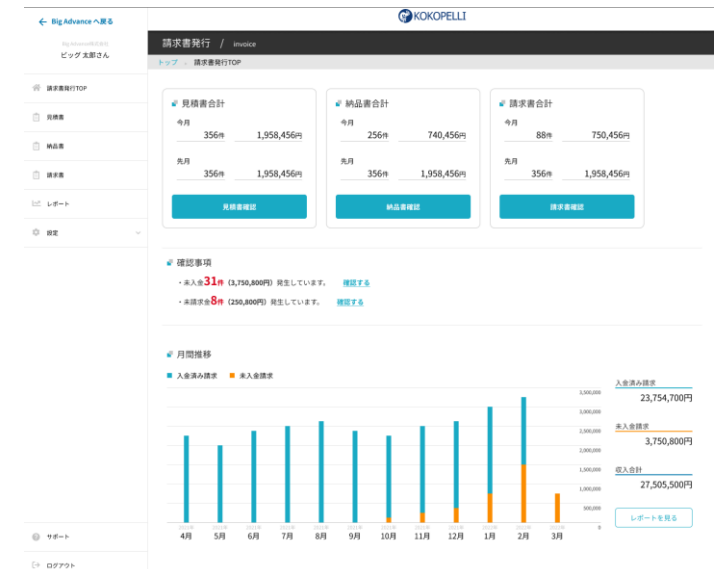 ← Big Advance へ戻る
KOKOPELLI
Big Advance株式会社
ビッグ 太郎さん
請求書発行 / invoice
トップ
請求書発行TOP
請求書発行TOP
見積書
納品書
請求書
レポート
設定
サポート
ログアウト
見積書合計
今月
356件 1,958,456円
先月
356件 1,958,456円
見積書確認
納品書合計
今月
256件 740,456円
先月
356件 1,958,456円
納品書確認
請求書合計
今月
88件 750,456円
先月
356件 1,958,456円
請求書確認
確認事項
・未入金31件（3,750,800円）発生しています。 確認する
・未請求金8件（250,800円）発生しています。 確認する
月間推移
入金済み請求 未入金請求
3,500,000
3,000,000
2,500,000
2,000,000
1,500,000
1,000,000
500,000
0
4月 5月 6月 7月 8月 9月 10月 11月 12月 1月 2月 3月
入金済み請求
23,754,700円
未入金請求
3,750,800円
収入合計
27,505,500円
レポートを見る